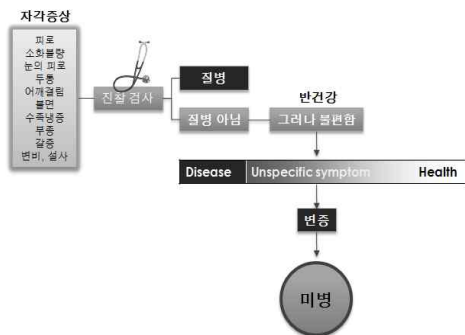 자각증상
피로
소화불량
눈의 피로
두통
어깨결림
불면
수족냉증
부종
갈증
변비, 설사
진찰 검사
질병
질병 아님
반건강
그러나 불편함
Disease
Unspecific symptom
Health
변증
미병